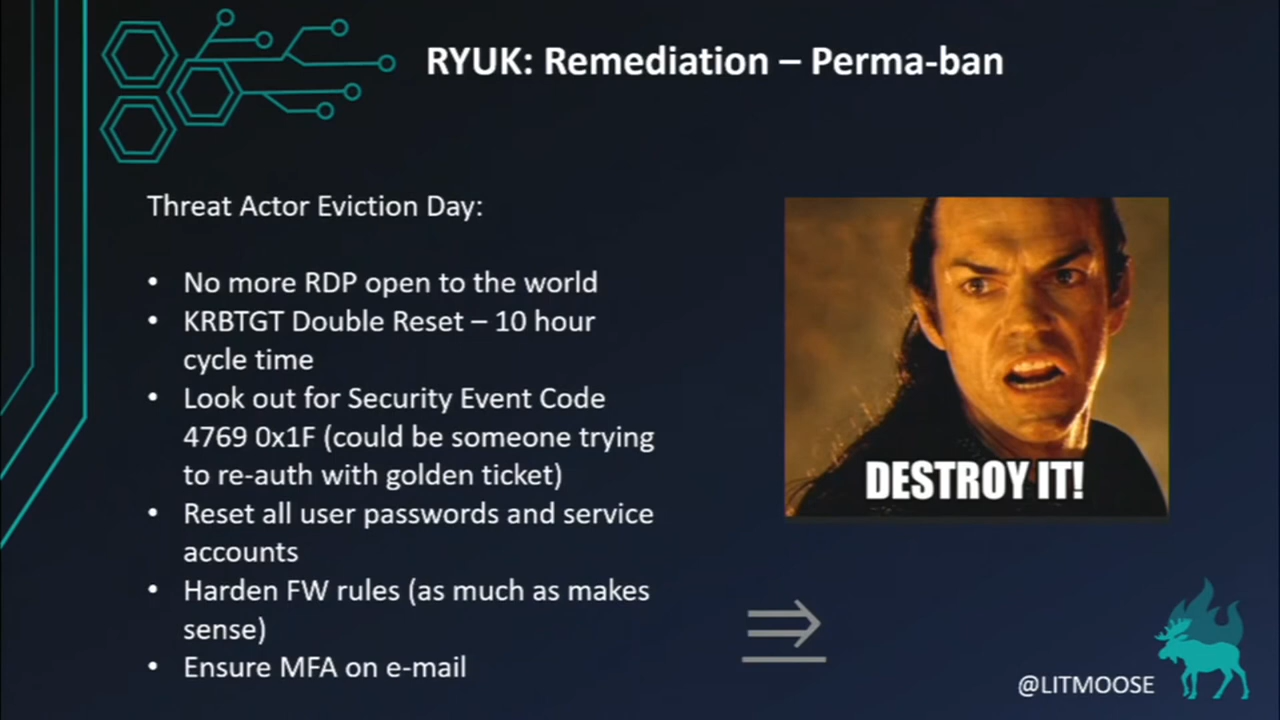 RYUK: Remediation – Perma-ban
Threat Actor Eviction Day:
• No more RDP open to the world
• KRBTGT Double Reset – 10 hour
cycle time
• Look out for Security Event Code
4769 0x1F (could be someone trying
to re-auth with golden ticket)
• Reset all user passwords and service
accounts
• Harden FW rules (as much as makes
sense)
• Ensure MFA on e-mail
DESTROY IT!
@LITMOOSE